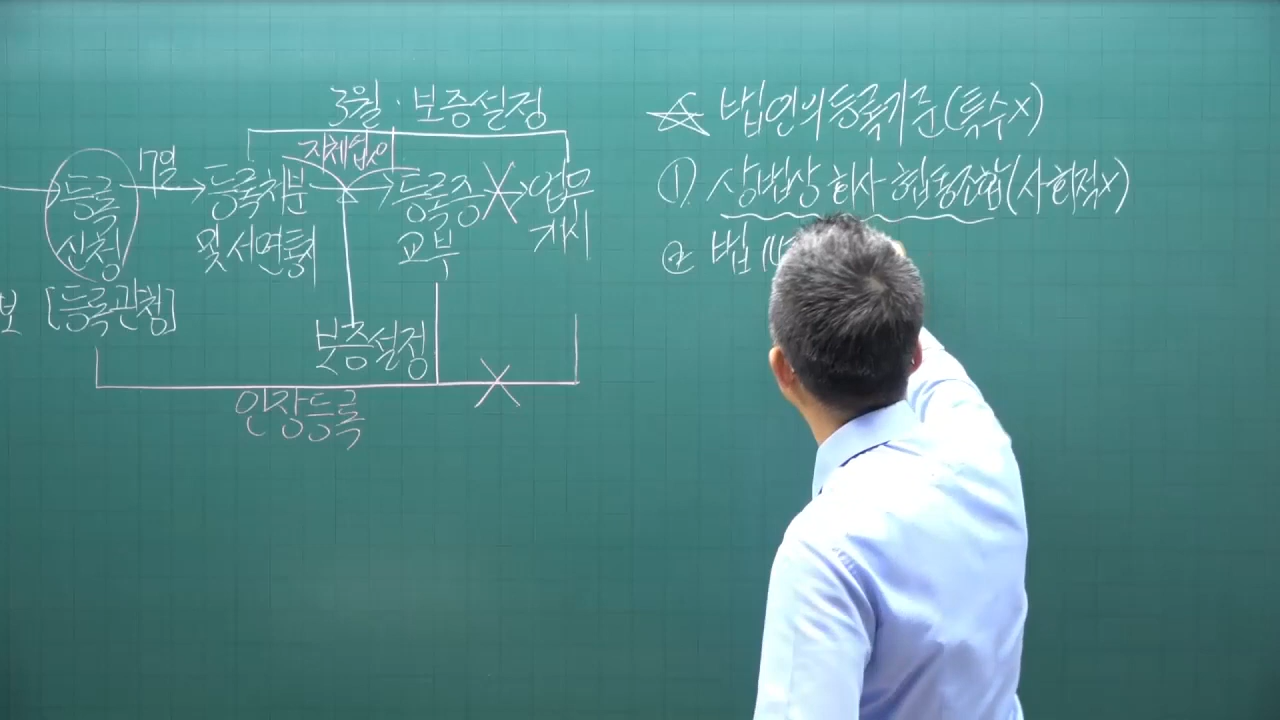 3월·보증설정
지체없이
등록
신청
[등록관청]
보
17일
등록처분
및 서면통지
등록증
교부
업무
개시
보증설정
인장등록
☆ 법인의 등록기준(특수x)
① 상법상 회사 협동조합(사회적x)
② 법